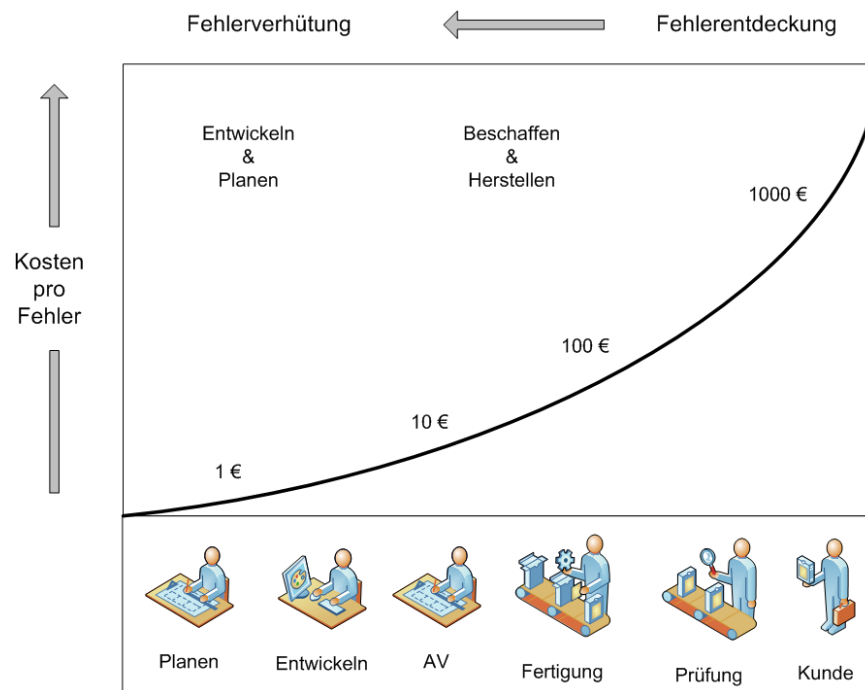 Fehlerverhütung
Fehlerentdeckung
Entwickeln
&
Planen
Beschaffen
&
Herstellen
1000 €
Kosten
pro
Fehler
100 €
10 €
1 €
Planen
Entwickeln
AV
Fertigung
Prüfung
Kunde